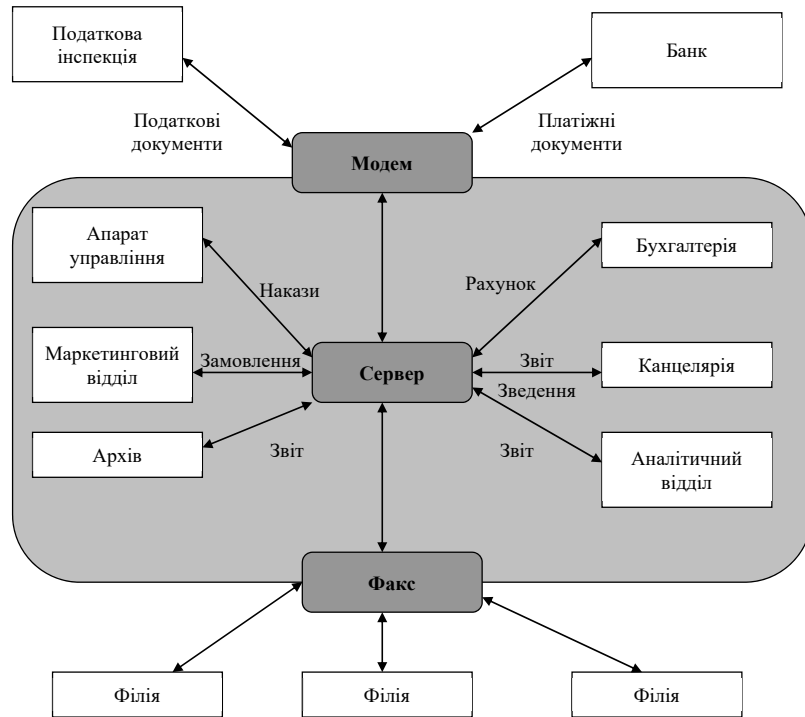 Податкова
інспекція
Банк
Податкові
документи
Платіжні
документи
Модем
Апарат
управління
Бухгалтерія
Накази
Рахунок
Маркетинговий
відділ
Замовлення
Сервер
Звіт
Зведення
Канцелярія
Архів
Звіт
Звіт
Аналітичний
відділ
Факс
Філія
Філія
Філія